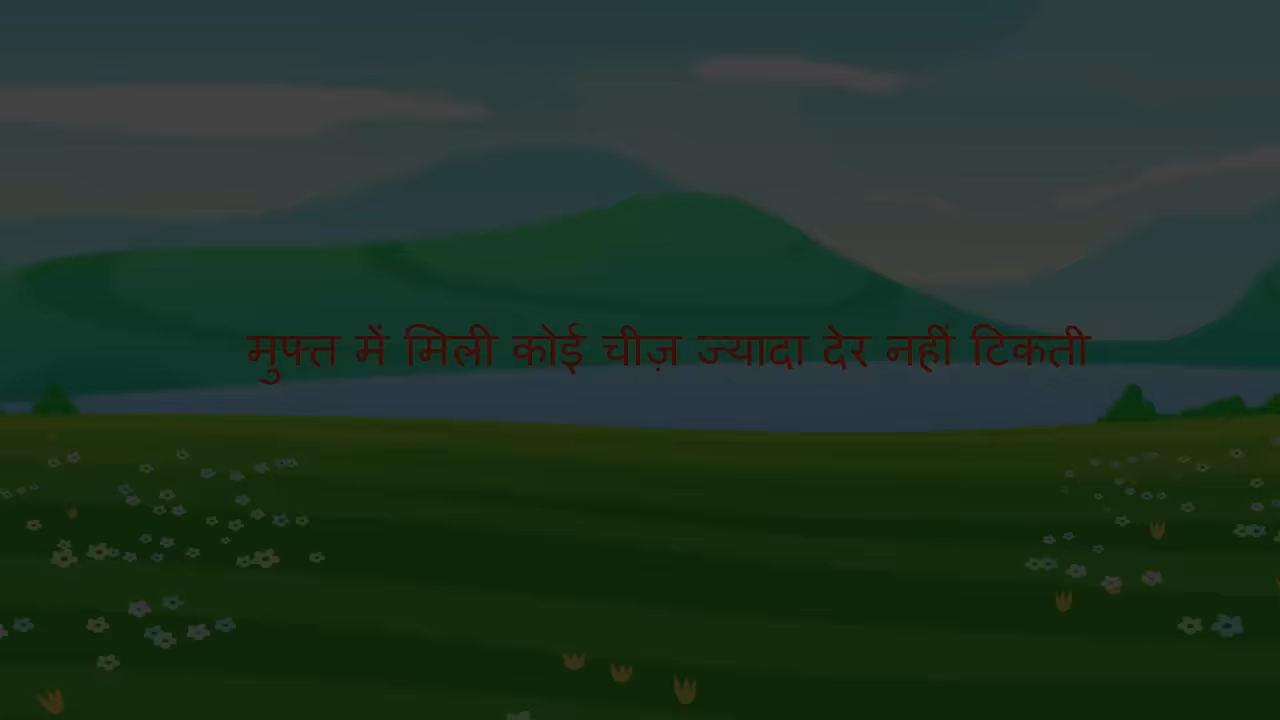 मुफ्त में मिली कोई चीज़ ज्यादा देर नहीं टिकती